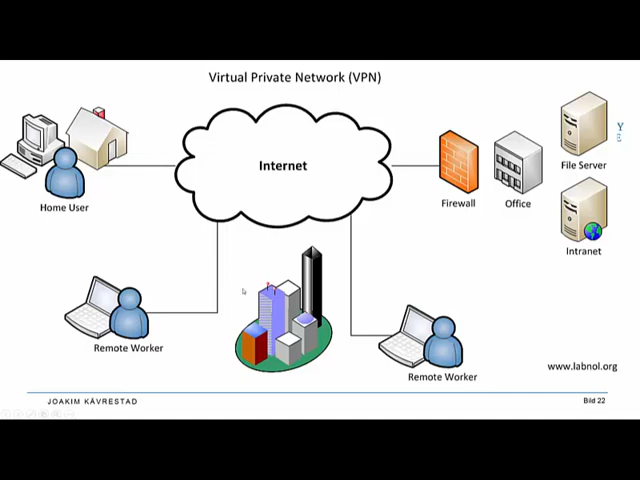 Virtual Private Network (VPN)
Internet
Home User
Firewall
Office
File Server
Intranet
Remote Worker
Remote Worker
www.labnol.org
JOAKIM KÄVRESTAD
Bild 22